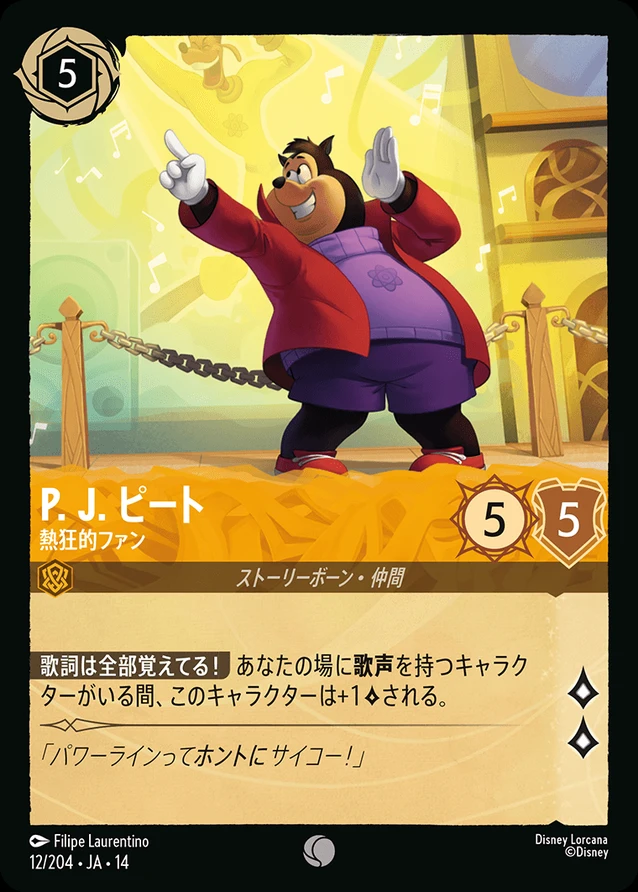 5
P. J. ピート
熱狂的ファン
5 5
ストーリーボーン・仲間
歌詞は全部覚えてる! あなたの場に歌声を持つキャラク
ターがいる間、このキャラクターは+1される。
「パワーラインってホントにサイコー!」
Filipe Laurentino
12/204・JA・14
Disney Lorcana
©Disney